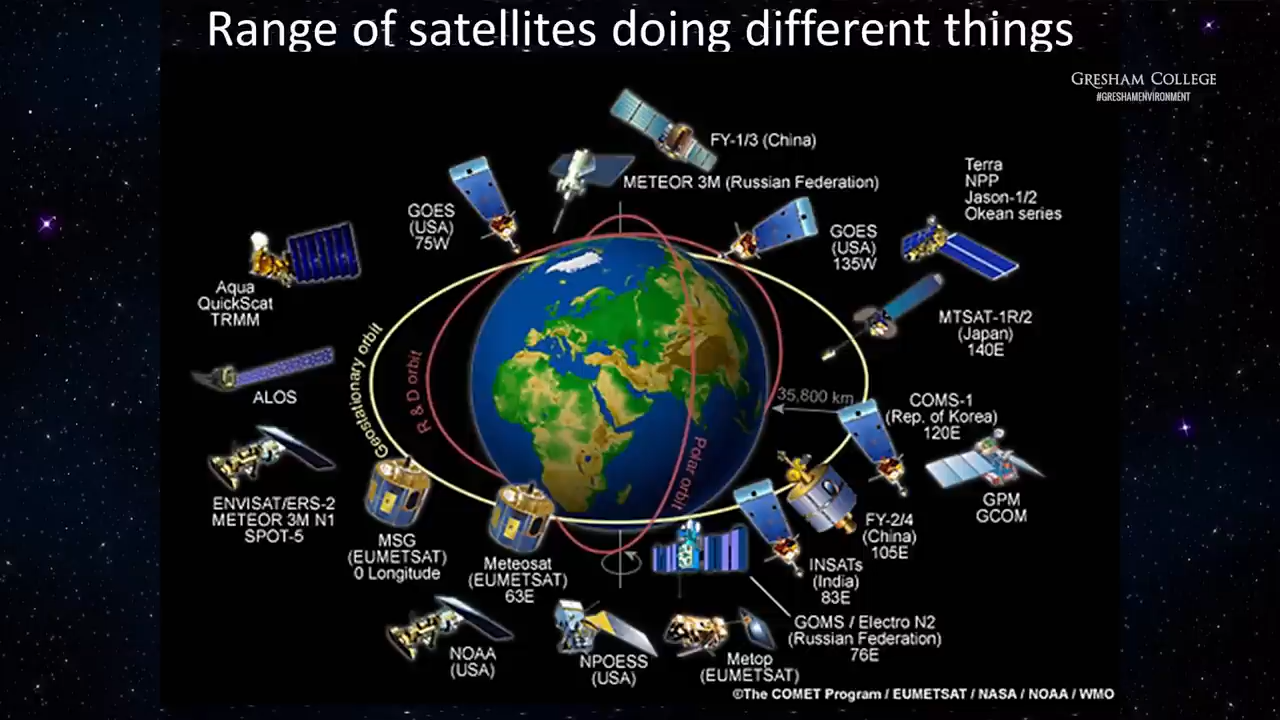 Range of satellites doing different things
GRESHAM COLLEGE
#GRESHAMENVIRONMENT
FY-1/3 (China)
METEOR 3M (Russian Federation)
Terra
NPP
Jason-1/2
Okean series
GOES
(USA)
75W
GOES
(USA)
135W
Aqua
QuickScat
TRMM
MTSAT-1R/2
(Japan)
140E
Geostationary orbit
R & D orbit
ALOS
35,800 km
COMS-1
(Rep. of Korea)
120E
Polar orbit
ENVISAT/ERS-2
METEOR 3M N1
SPOT-5
GPM
GCOM
MSG
(EUMETSAT)
0 Longitude
Meteosat
(EUMETSAT)
63E
FY-2/4
(China)
105E
INSATs
(India)
83E
GOMS / Electro N2
(Russian Federation)
76E
NOAA
(USA)
NPOESS
(USA)
Metop
(EUMETSAT)
©The COMET Program / EUMETSAT / NASA / NOAA / WMO